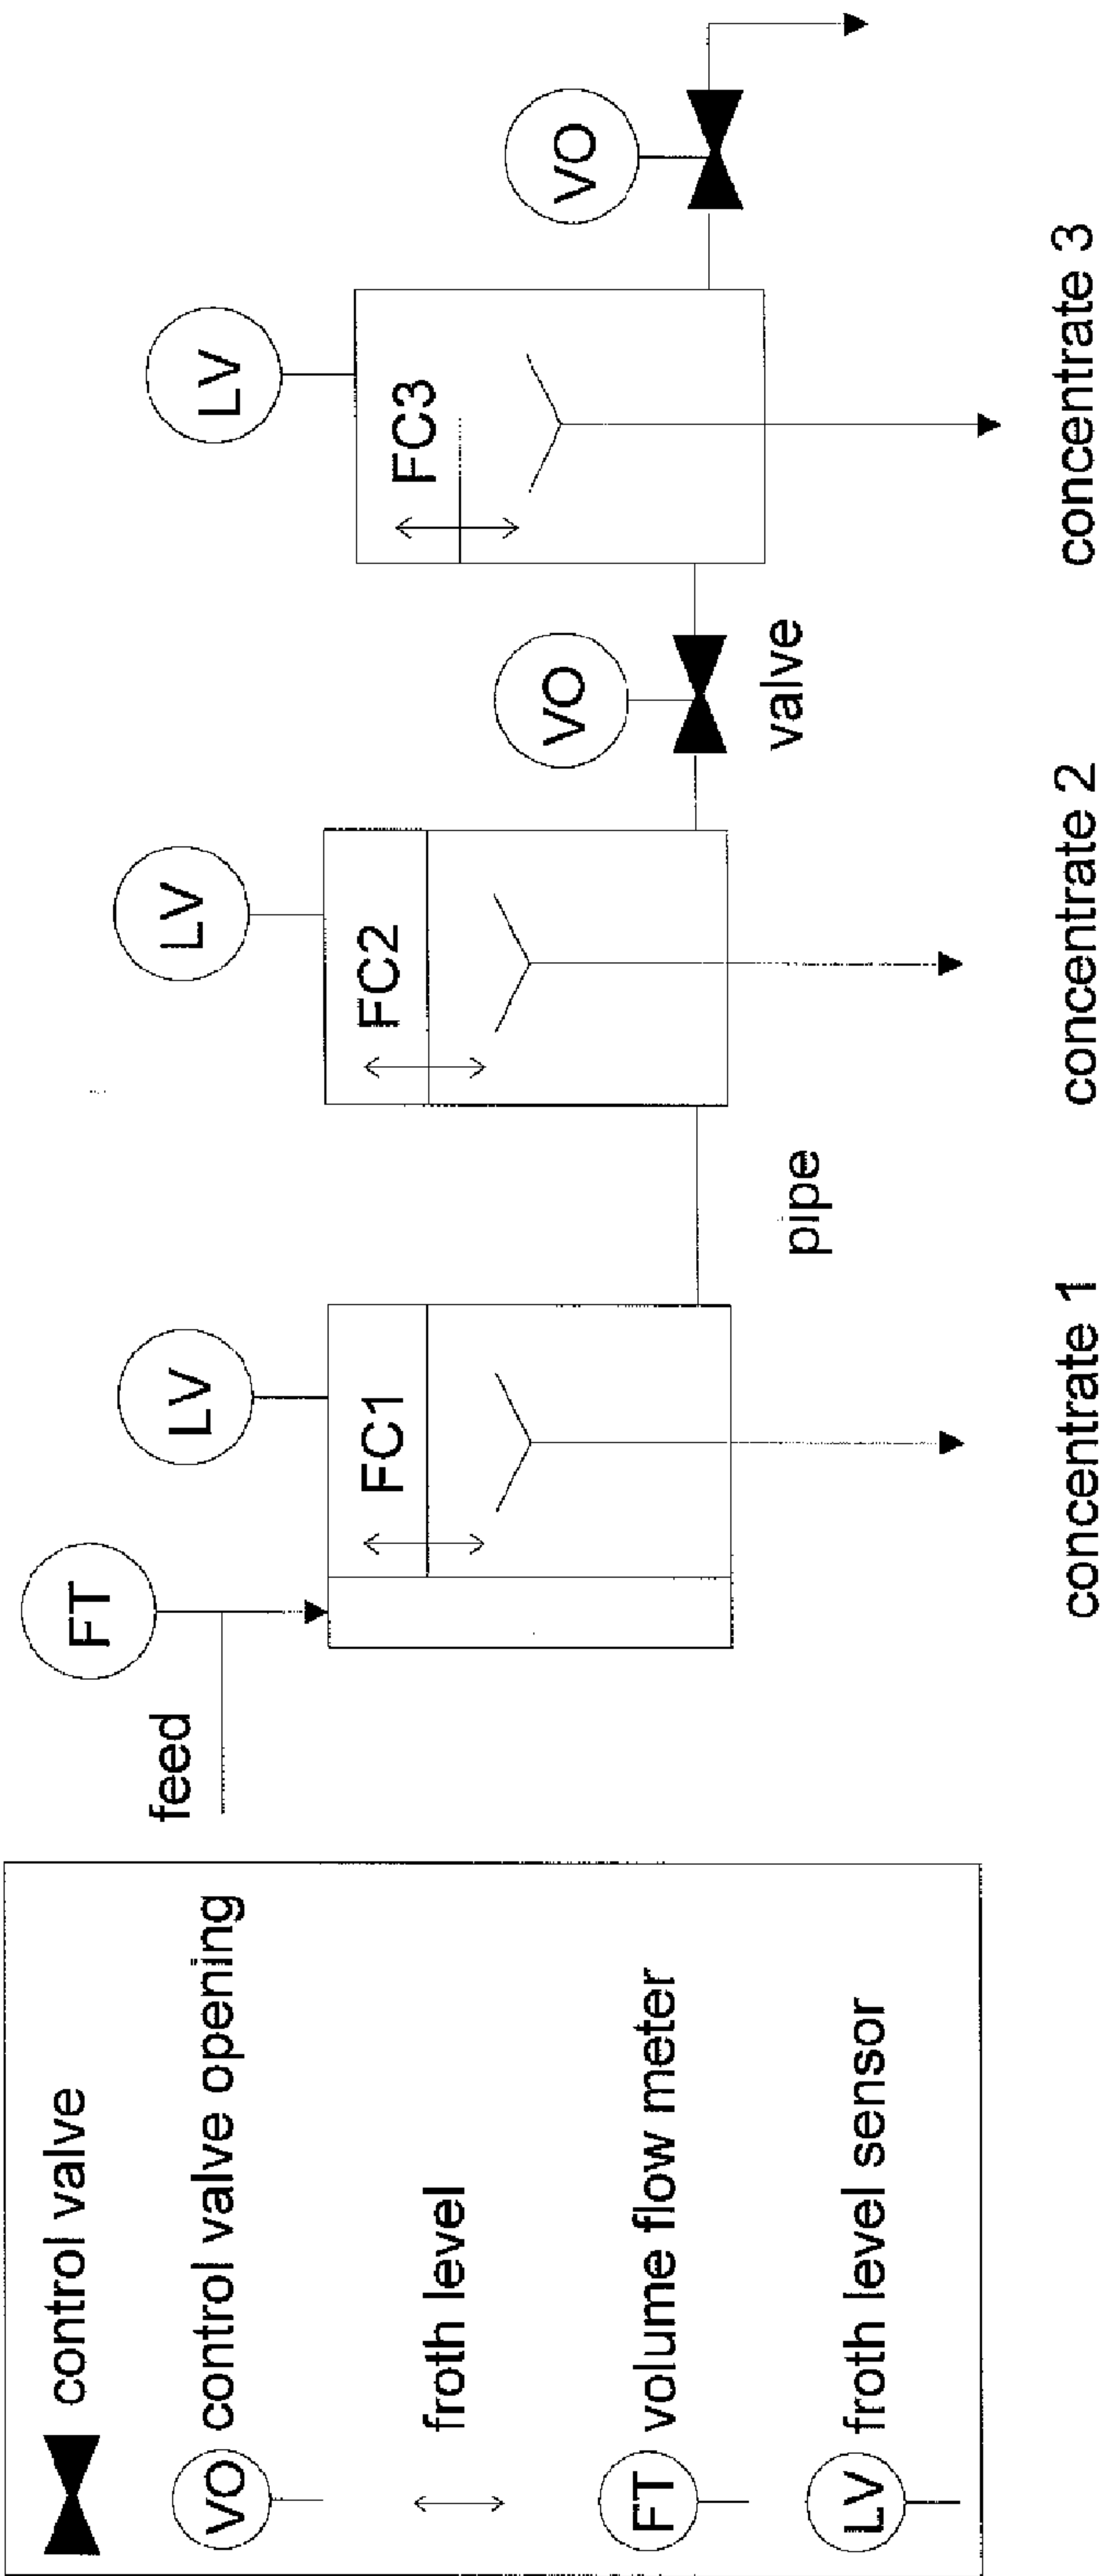 control valve
VO control valve opening
froth level
FT volume flow meter
LV froth level sensor
feed
FT
LV
FC1
concentrate 1
pipe
LV
FC2
concentrate 2
VO
valve
LV
FC3
concentrate 3
VO